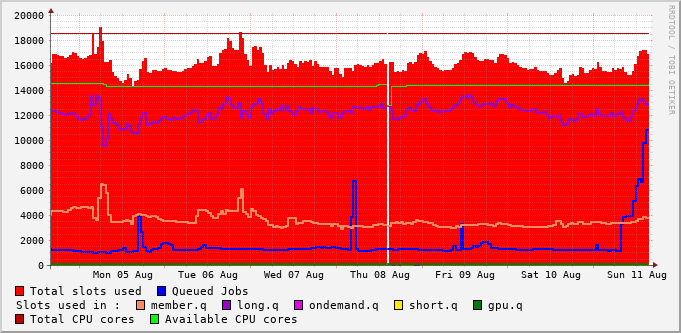 20000
18000
16000
14000
12000
10000
8000
6000
4000
2000
0
Mon 05 Aug Tue 06 Aug Wed 07 Aug Thu 08 Aug Fri 09 Aug Sat 10 Aug Sun 11 Aug
Total slots used Queued Jobs
Slots used in : member.q long.q ondemand.q short.q gpu.q
Total CPU cores Available CPU cores
RRDTOOL / TOBI OETIKER